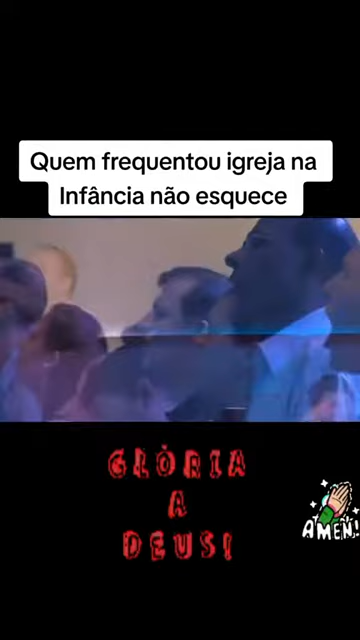 Quem frequentou igreja na
Infância não esquece
GLÓRIA
A
DEUS!
AMÉM!